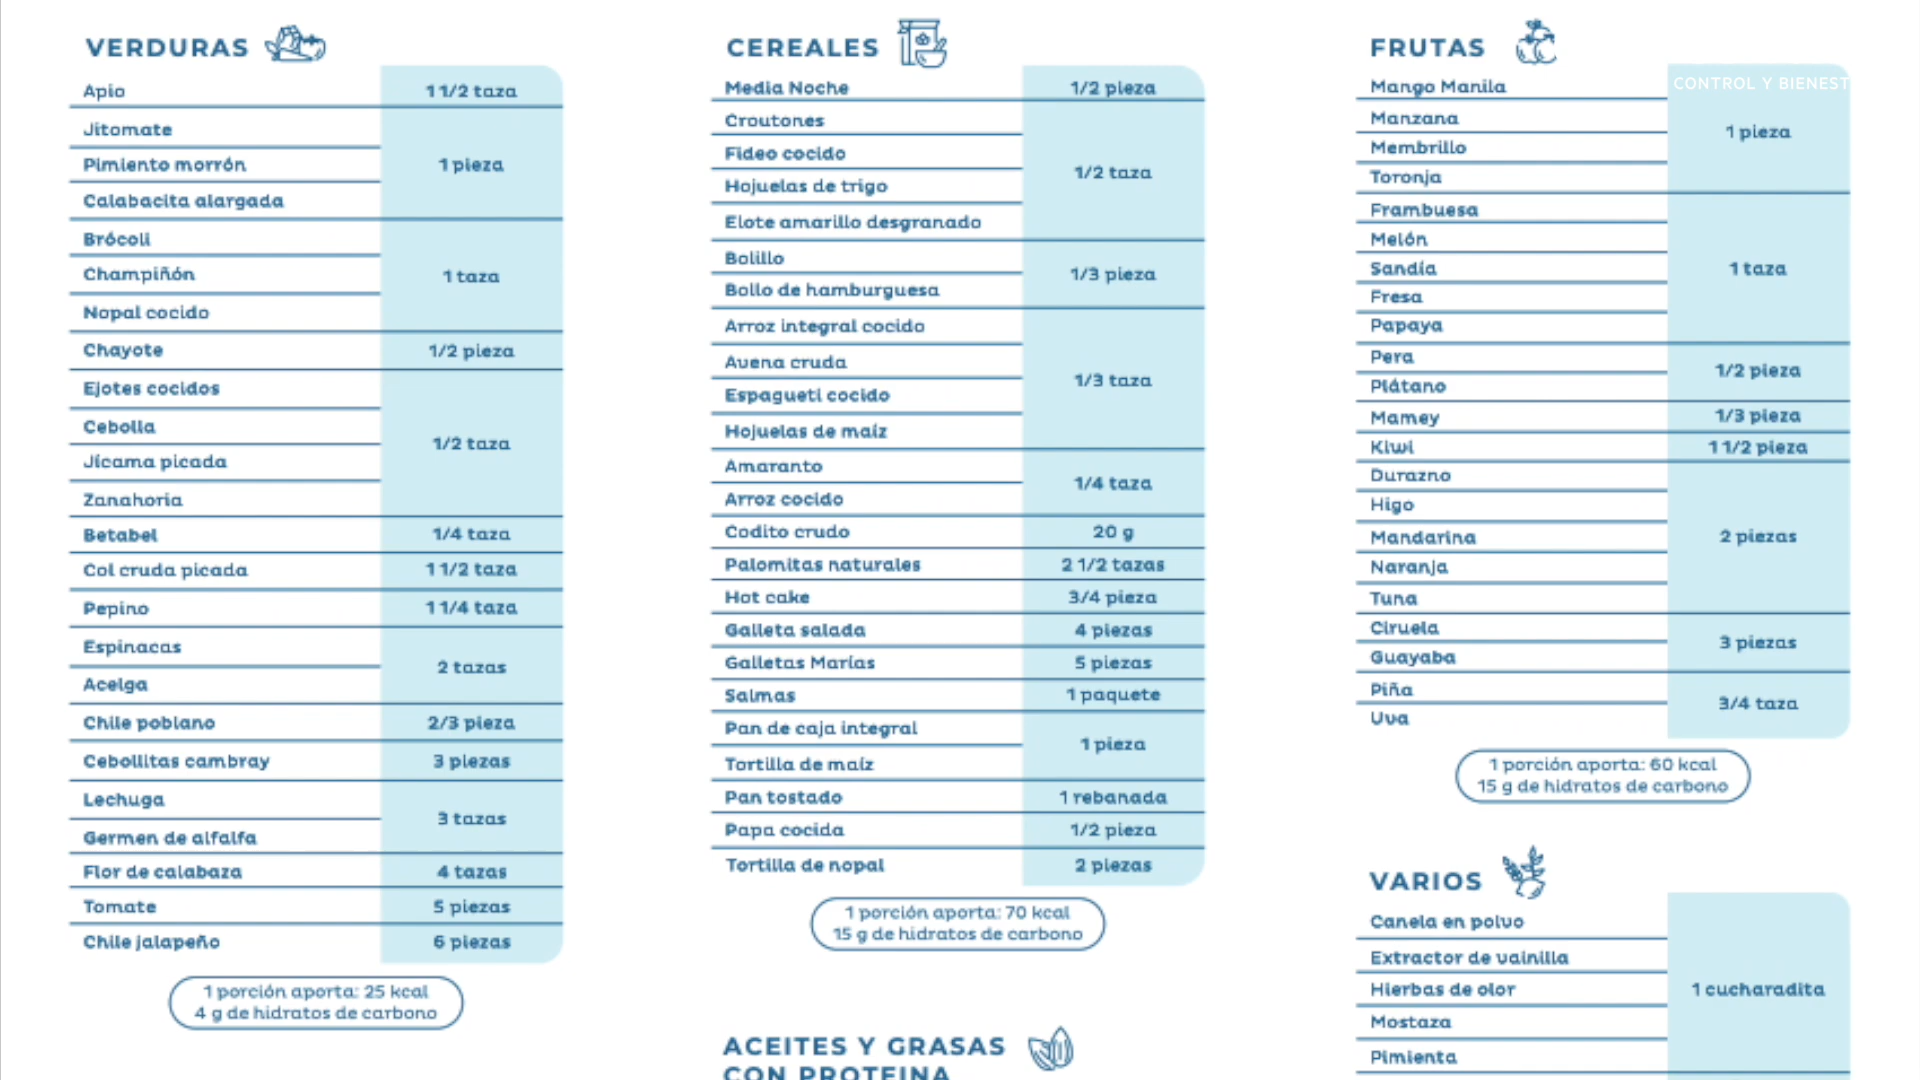 VERDURAS
Apio
1 1/2 taza
Jitomate
Pimiento morrón
Calabacita alargada
1 pieza
Brócoli
Champiñón
Nopal cocido
1 taza
Chayote
1/2 pieza
Ejotes cocidos
Cebolla
Jícama picada
Zanahoria
1/2 taza
Betabel
1/4 taza
Col cruda picada
1 1/2 taza
Pepino
1 1/4 taza
Espinacas
Acelga
2 tazas
Chile poblano
2/3 pieza
Cebollitas cambray
3 piezas
Lechuga
Germen de alfalfa
3 tazas
Flor de calabaza
4 tazas
Tomate
5 piezas
Chile jalapeño
6 piezas
1 porción aporta: 25 kcal
4 g de hidratos de carbono
CEREALES
Media Noche
1/2 pieza
Croutones
Fideo cocido
Hojuelas de trigo
Elote amarillo desgranado
1/2 taza
Bolillo
Bollo de hamburguesa
1/3 pieza
Arroz integral cocido
Avena cruda
Espagueti cocido
Hojuelas de maíz
1/3 taza
Amaranto
Arroz cocido
1/4 taza
Codito crudo
20 g
Palomitas naturales
2 1/2 tazas
Hot cake
3/4 pieza
Galleta salada
4 piezas
Galletas Marías
5 piezas
Salmas
1 paquete
Pan de caja integral
Tortilla de maíz
1 pieza
Pan tostado
1 rebanada
Papa cocida
1/2 pieza
Tortilla de nopal
2 piezas
1 porción aporta: 70 kcal
15 g de hidratos de carbono
ACEITES Y GRASAS
CON PROTEINA
FRUTAS
CONTROL Y BIENEST
Mango Manila
Manzana
Membrillo
Toronja
1 pieza
Frambuesa
Melón
Sandía
Fresa
Papaya
1 taza
Pera
Plátano
1/2 pieza
Mamey
1/3 pieza
Kiwi
1 1/2 pieza
Durazno
Higo
Mandarina
Naranja
Tuna
2 piezas
Ciruela
Guayaba
3 piezas
Piña
Uva
3/4 taza
1 porción aporta: 60 kcal
15 g de hidratos de carbono
VARIOS
Canela en polvo
Extractor de vainilla
Hierbas de olor
Mostaza
Pimienta
1 cucharadita